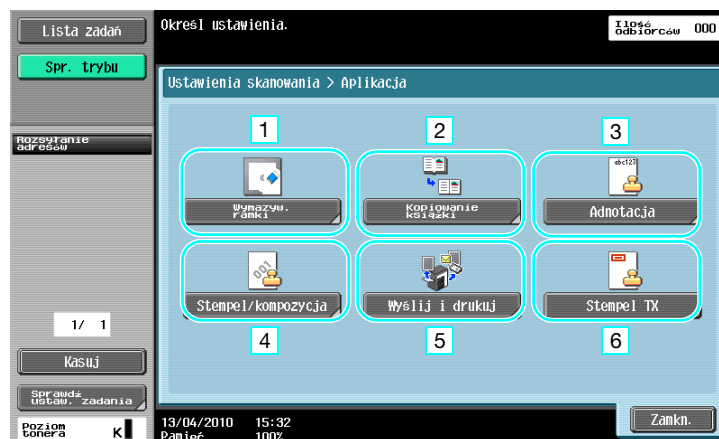 Lista zadań
Określ ustawienia.
Ilość
odbiorców 000
Spr. trybu
Ustawienia skanowania > Aplikacja
Rozsyłanie
adresów
1
2
3
abc123
Wymazyw.
ramki
Kopiowanie
książki
Adnotacja
001
Stempel/kompozycja
Wyślij i drukuj
Stempel TX
4
5
6
1/ 1
Kasuj
Sprawdź
ustaw. zadania
Poziom
tonera K
13/04/2010 15:32
Pamięć 100%
Zamkn.